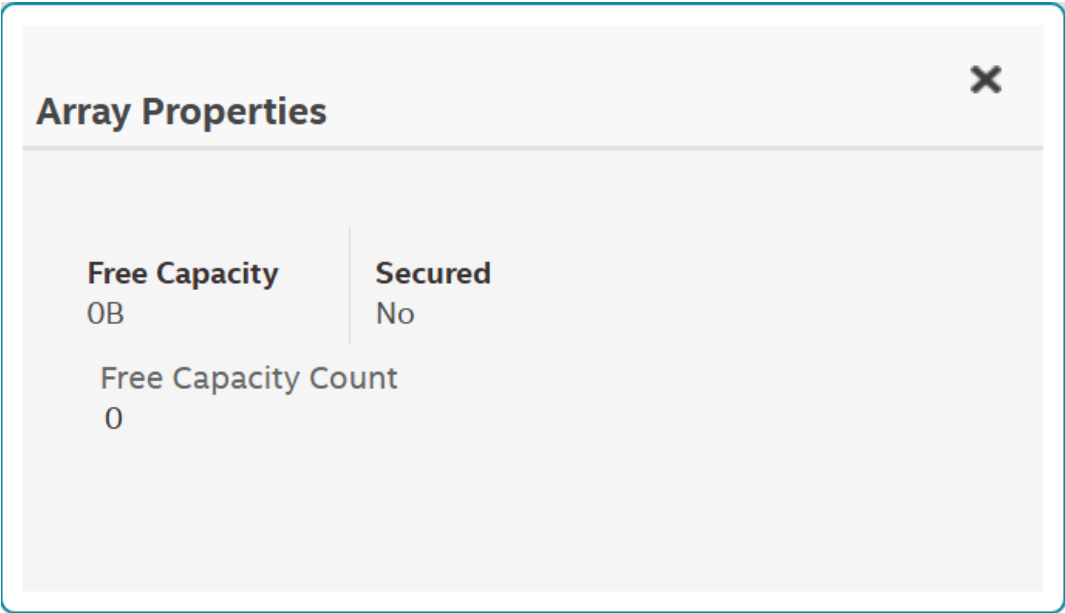 Array Properties
Free Capacity
0B
Secured
No
Free Capacity Count
0